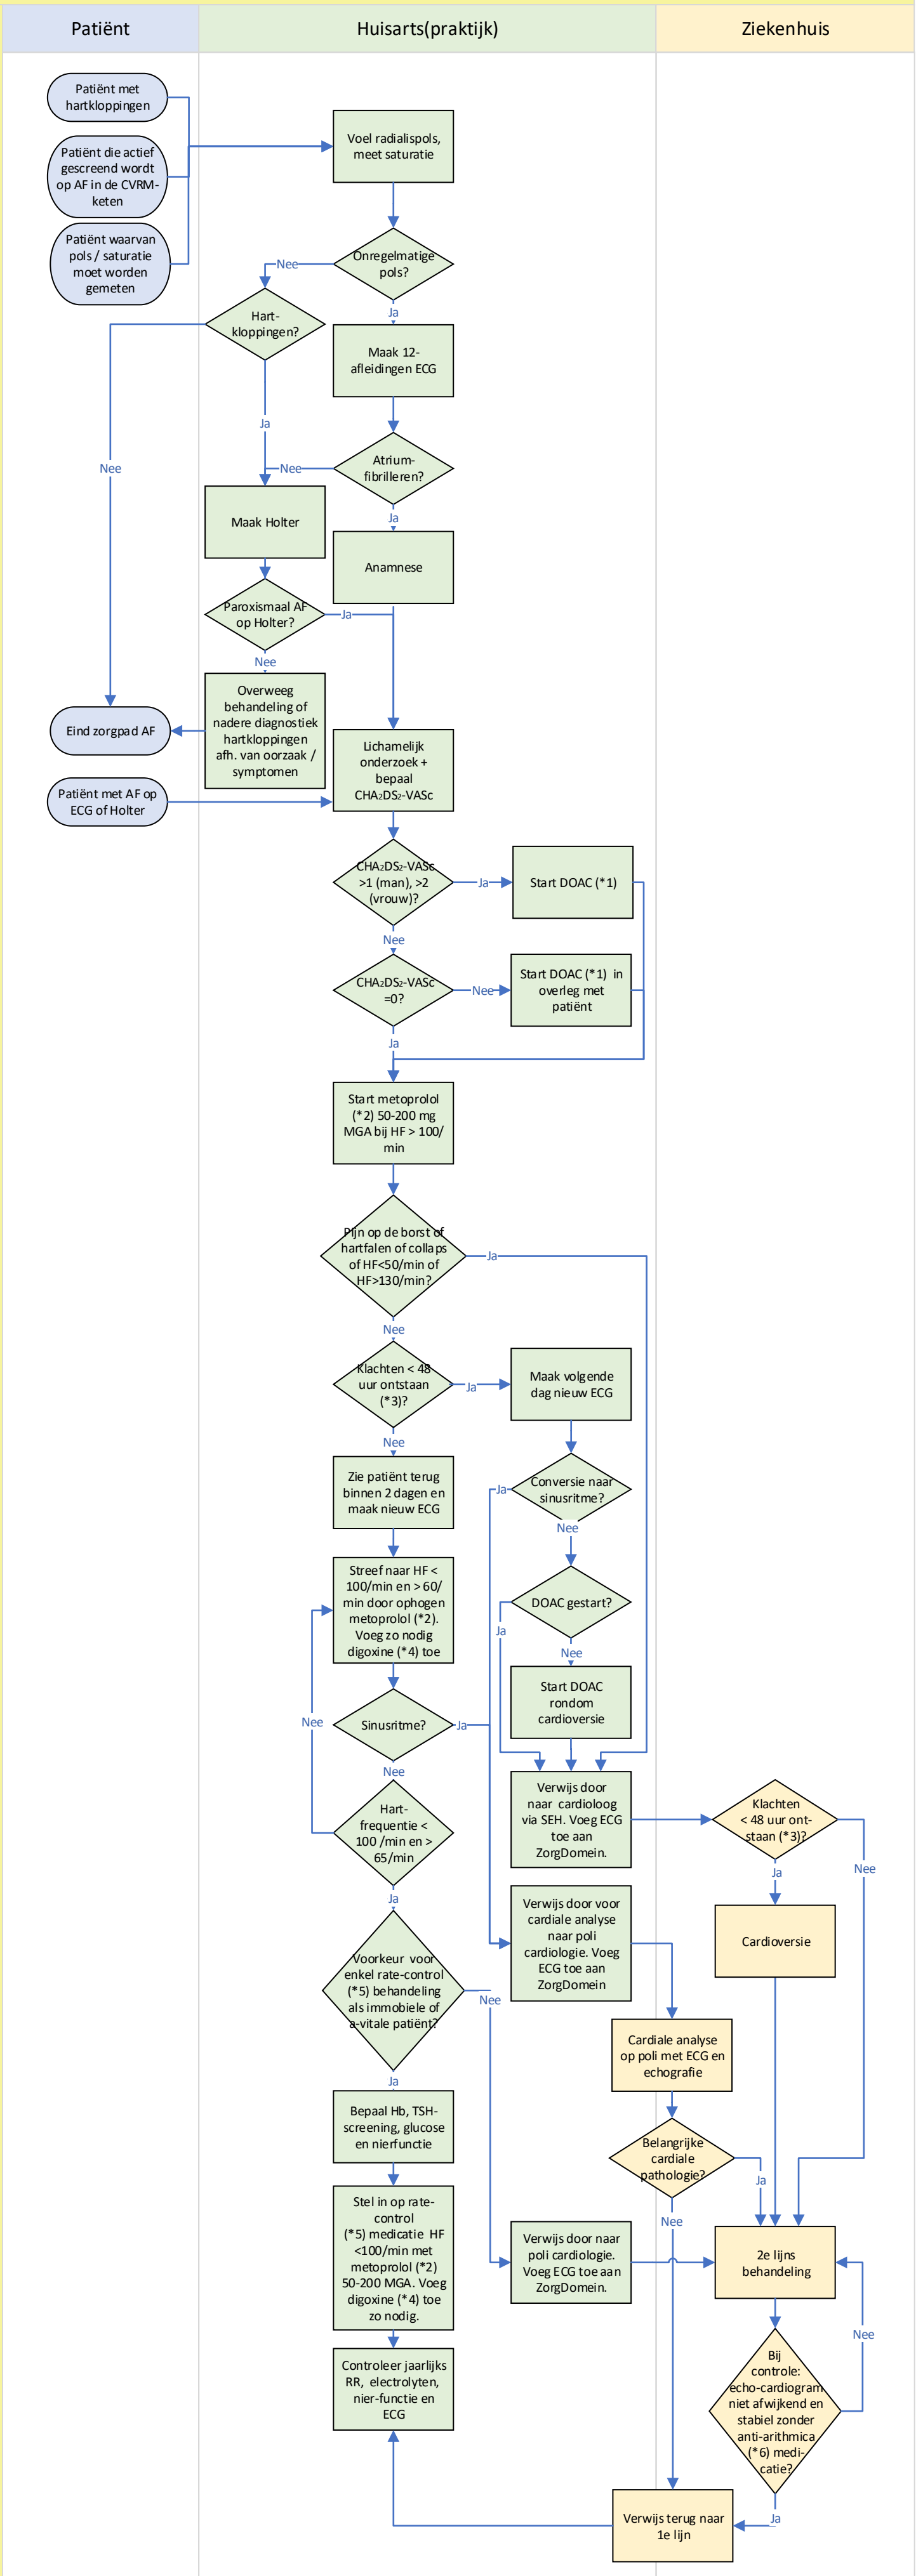 Patiënt
Huisarts(praktijk)
Ziekenhuis
Patiënt met
hartkloppingen
Patiënt die actief
gescreend wordt
op AF in de CVRM-
keten
Patiënt waarvan
pols / saturatie
moet worden
gemeten
Voel radialispols,
meet saturatie
Onregelmatige
pols?
Nee
Ja
Hart-
kloppingen?
Maak 12-
afleidingen ECG
Ja
Nee
Atrium-
fibrilleren?
Nee
Ja
Maak Holter
Anamnese
Paroxismaal AF
op Holter?
Ja
Nee
Overweeg
behandeling of
nadere diagnostiek
hartkloppingen
afh. van oorzaak /
symptomen
Eind zorgpad AF
Lichamelijk
onderzoek +
bepaal
CHA₂DS₂-VASc
Patiënt met AF op
ECG of Holter
CHA₂DS₂-VASc
>1 (man), >2
(vrouw)?
Ja
Start DOAC (*1)
Nee
CHA₂DS₂-VASc
=0?
Nee
Start DOAC (*1) in
overleg met
patiënt
Ja
Start metoprolol
(*2) 50-200 mg
MGA bij HF > 100/
min
Pijn op de borst of
hartfalen of collaps
of HF<50/min of
HF>130/min?
Ja
Nee
Klachten < 48
uur ontstaan
(*3)?
Ja
Maak volgende
dag nieuw ECG
Nee
Zie patiënt terug
binnen 2 dagen en
maak nieuw ECG
Conversie naar
sinusritme?
Ja
Nee
Streef naar HF <
100/min en > 60/
min door ophogen
metoprolol (*2).
Voeg zo nodig
digoxine (*4) toe
DOAC gestart?
Ja
Nee
Start DOAC
rondom
cardioversie
Sinusritme?
Ja
Nee
Nee
Hart-
frequentie <
100 /min en >
65/min
Ja
Verwijs door
naar cardioloog
via SEH. Voeg ECG
toe aan
ZorgDomein.
Klachten
< 48 uur ont-
staan (*3)?
Nee
Ja
Cardioversie
Verwijs door voor
cardiale analyse
naar poli
cardiologie. Voeg
ECG toe aan
ZorgDomein
Voorkeur voor
enkel rate-control
(*5) behandeling
als immobiele of
a-vitale patiënt?
Nee
Ja
Cardiale analyse
op poli met ECG en
echografie
Bepaal Hb, TSH-
screening, glucose
en nierfunctie
Belangrijke
cardiale
pathologie?
Ja
Nee
Stel in op rate-
control
(*5) medicatie HF
<100/min met
metoprolol (*2)
50-200 MGA. Voeg
digoxine (*4) toe
zo nodig.
Verwijs door naar
poli cardiologie.
Voeg ECG toe aan
ZorgDomein.
2e lijns
behandeling
Nee
Controleer jaarlijks
RR, electrolyten,
nier-functie en
ECG
Bij
controle:
echo-cardiogram
niet afwijkend en
stabiel zonder
anti-arithmica
(*6) medi-
catie?
Ja
Verwijs terug naar
1e lijn